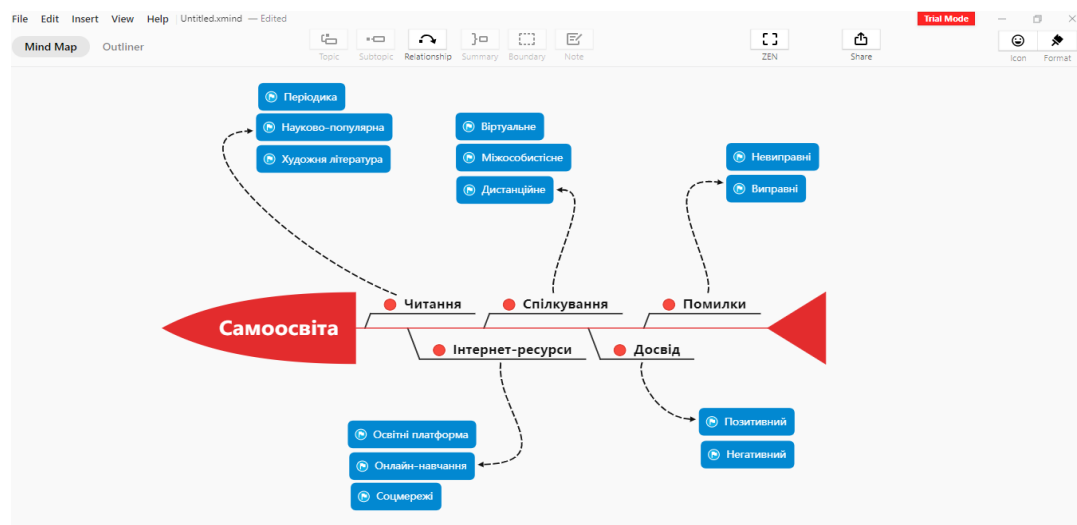 File Edit Insert View Help Untitled.xmind — Edited
Trial Mode
Mind Map Outliner
Topic Subtopic Relationship Summary Boundary Note ZEN Share Icon Format
Періодика
Науково-популярна
Художня література
Віртуальне
Міжособистісне
Дистанційне
Невиправні
Виправні
Читання
Спілкування
Помилки
Самоосвіта
Інтернет-ресурси
Досвід
Освітні платформа
Онлайн-навчання
Соцмережі
Позитивний
Негативний